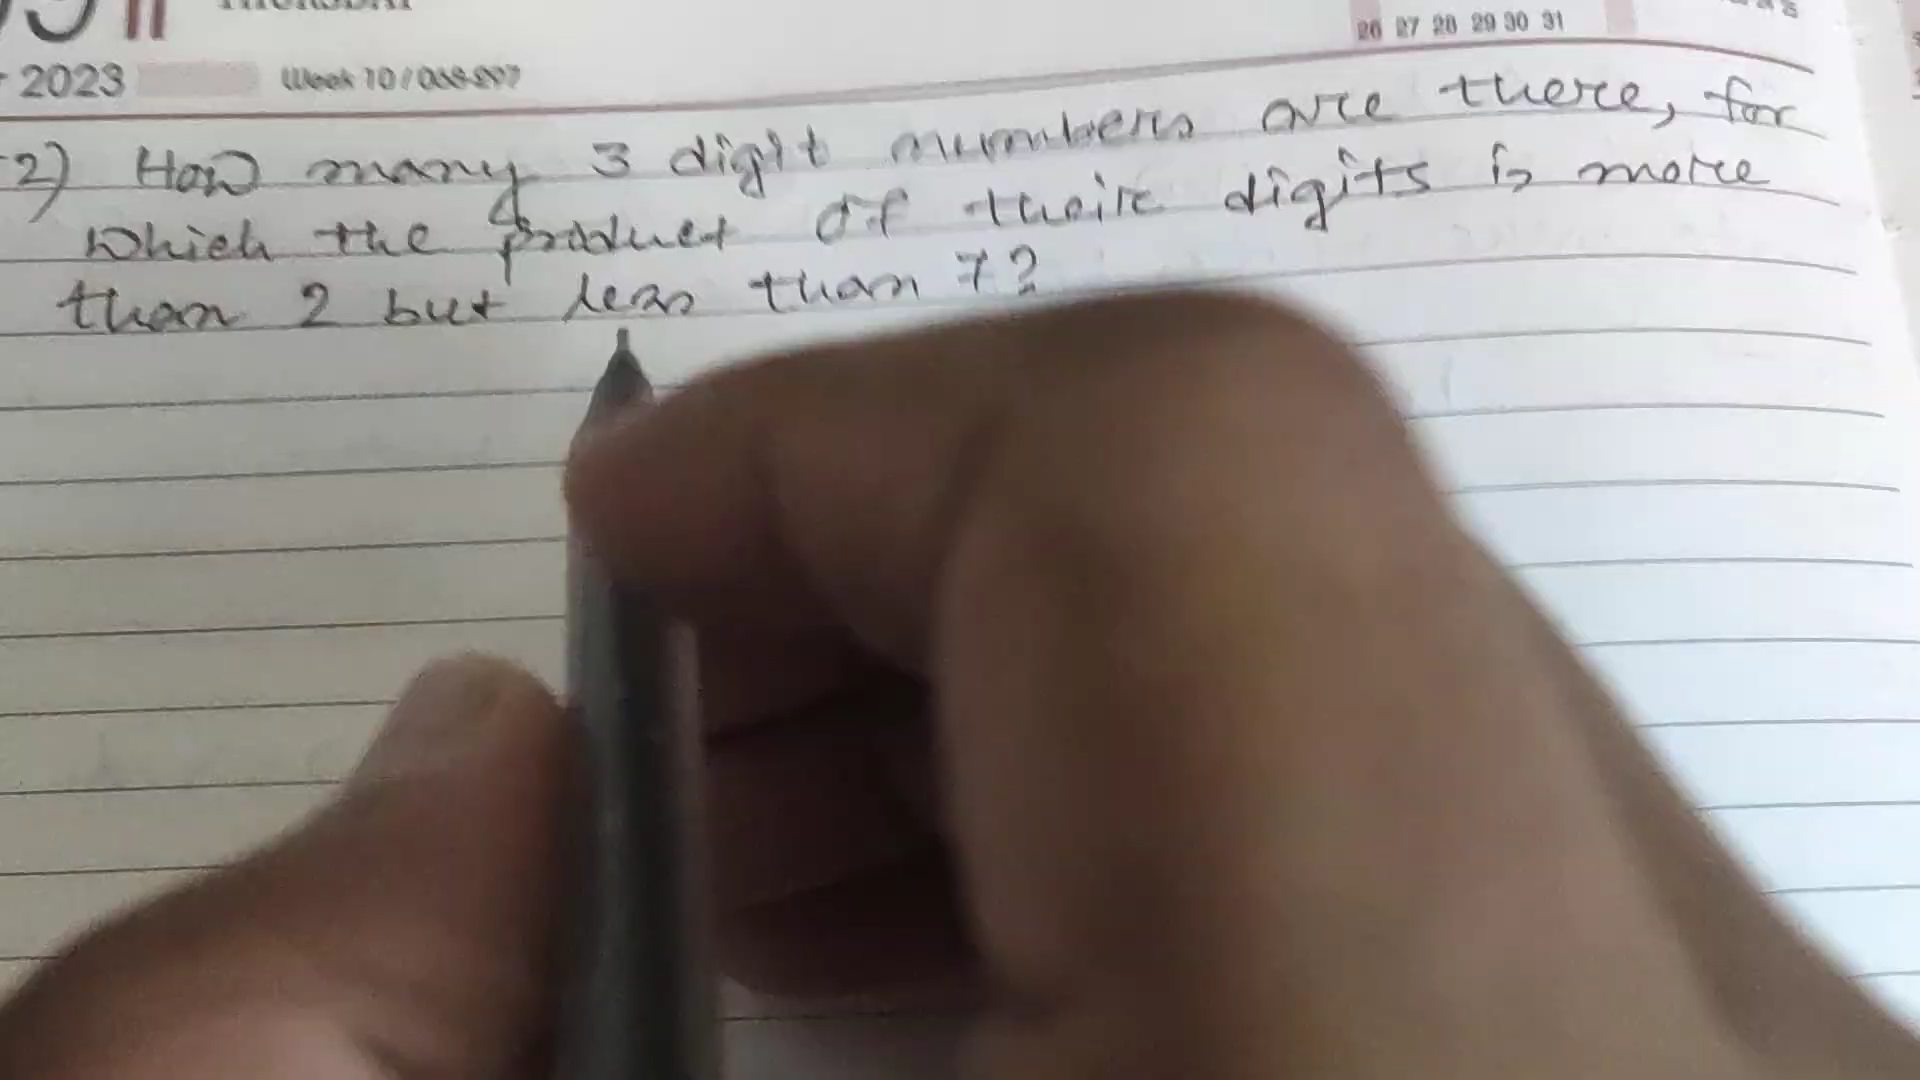 2023
Week 10 /
26 27 28 29 30 31
2) How many 3 digit numbers are there, for
which the product of their digits is more
than 2 but less than 7?